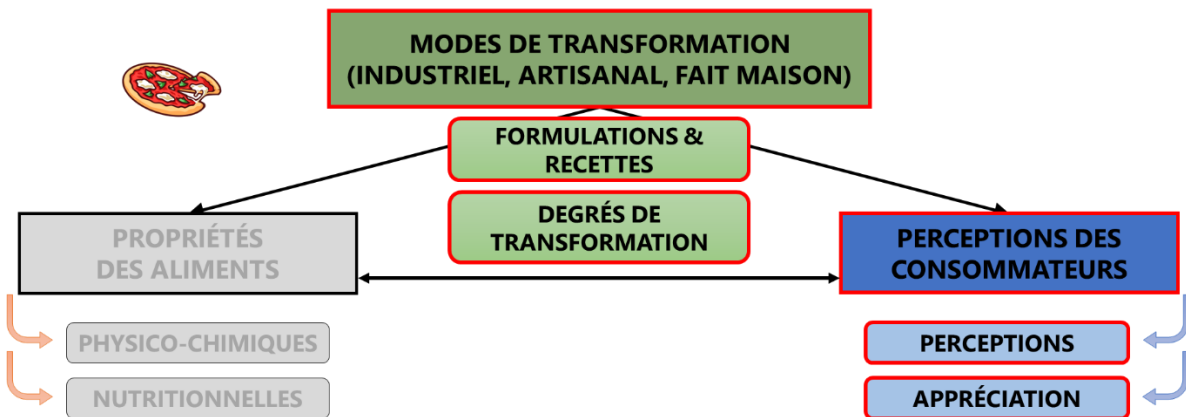 MODES DE TRANSFORMATION
(INDUSTRIEL, ARTISANAL, FAIT MAISON)
FORMULATIONS &
RECETTES
DEGRÉS DE
TRANSFORMATION
PROPRIÉTÉS
DES ALIMENTS
PERCEPTIONS DES
CONSOMMATEURS
PHYSICO-CHIMIQUES
PERCEPTIONS
NUTRITIONNELLES
APPRÉCIATION